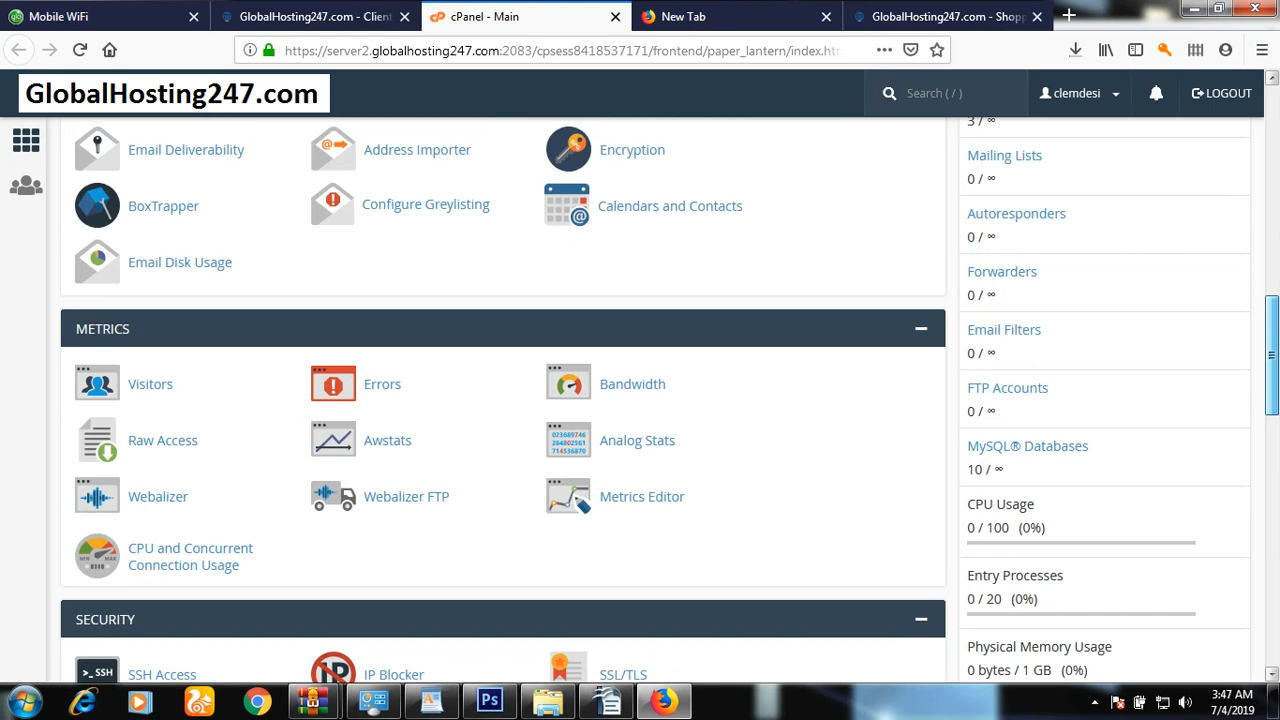 Mobile WiFi
GlobalHosting247.com - Client
cPanel - Main
New Tab
GlobalHosting247.com - Shopp
https://server2.globalhosting247.com:2083/cpsess8418537171/frontend/paper_lantern/index.ht
GlobalHosting247.com
Search ( / )
clemdesi
LOGOUT
Email Deliverability
Address Importer
Encryption
BoxTrapper
Configure Greylisting
Calendars and Contacts
Email Disk Usage
METRICS
Visitors
Errors
Bandwidth
Raw Access
Awstats
Analog Stats
Webalizer
Webalizer FTP
Metrics Editor
CPU and Concurrent
Connection Usage
SECURITY
>_SSH
SSH Access
IP
IP Blocker
SSL/TLS
3 / ∞
Mailing Lists
0 / ∞
Autoresponders
0 / ∞
Forwarders
0 / ∞
Email Filters
0 / ∞
FTP Accounts
0 / ∞
MySQL® Databases
10 / ∞
CPU Usage
0 / 100 (0%)
Entry Processes
0 / 20 (0%)
Physical Memory Usage
0 bytes / 1 GB (0%)
Ps
3:47 AM
7/4/2019